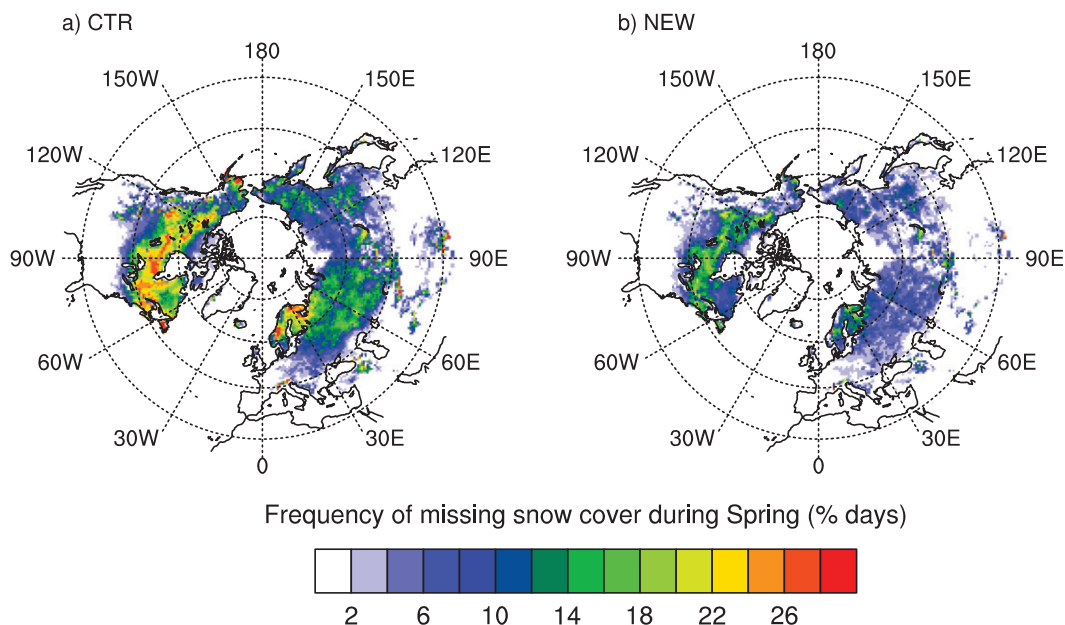 a) CTR
b) NEW
180
180
150W
150E
150W
150E
120W
120E
120W
120E
90W
90E
90W
90E
60W
60E
60W
60E
30W
30E
30W
30E
0
0
Frequency of missing snow cover during Spring (% days)
2 6 10 14 18 22 26